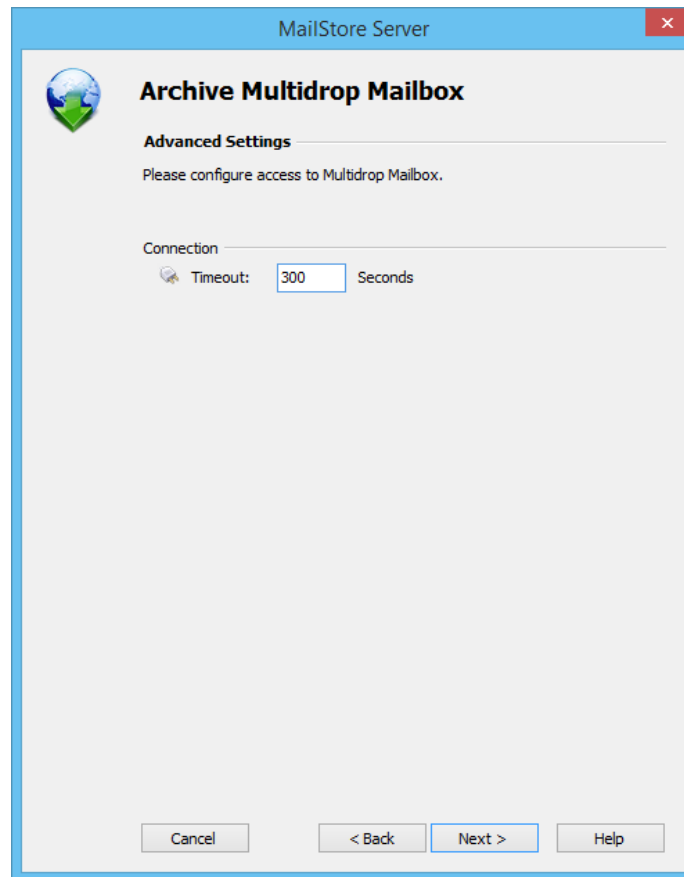 MailStore Server
Archive Multidrop Mailbox
Advanced Settings
Please configure access to Multidrop Mailbox.
Connection
Timeout: 300 Seconds
Cancel < Back Next > Help